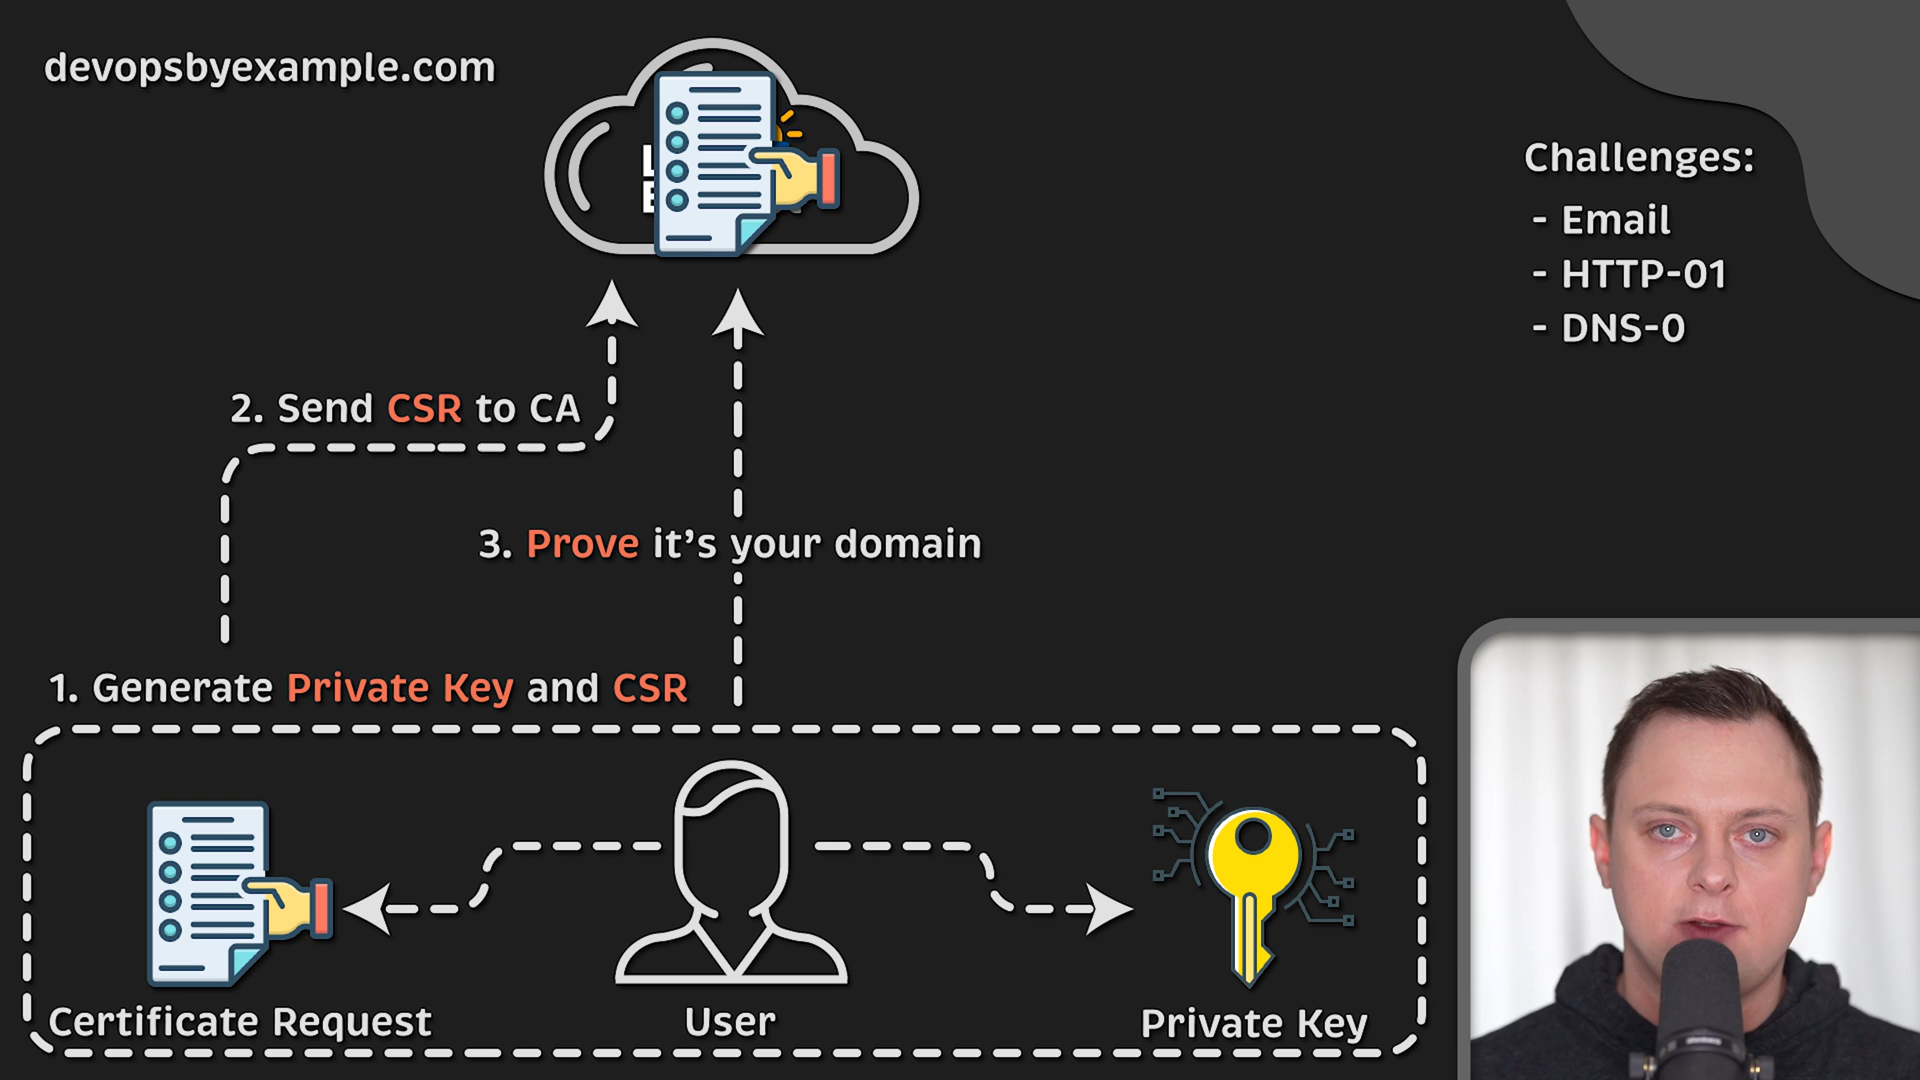 devopsbyexample.com
L
E
Challenges:
- Email
- HTTP-01
- DNS-0
2. Send CSR to CA
3. Prove it's your domain
1. Generate Private Key and CSR
Certificate Request
User
Private Key